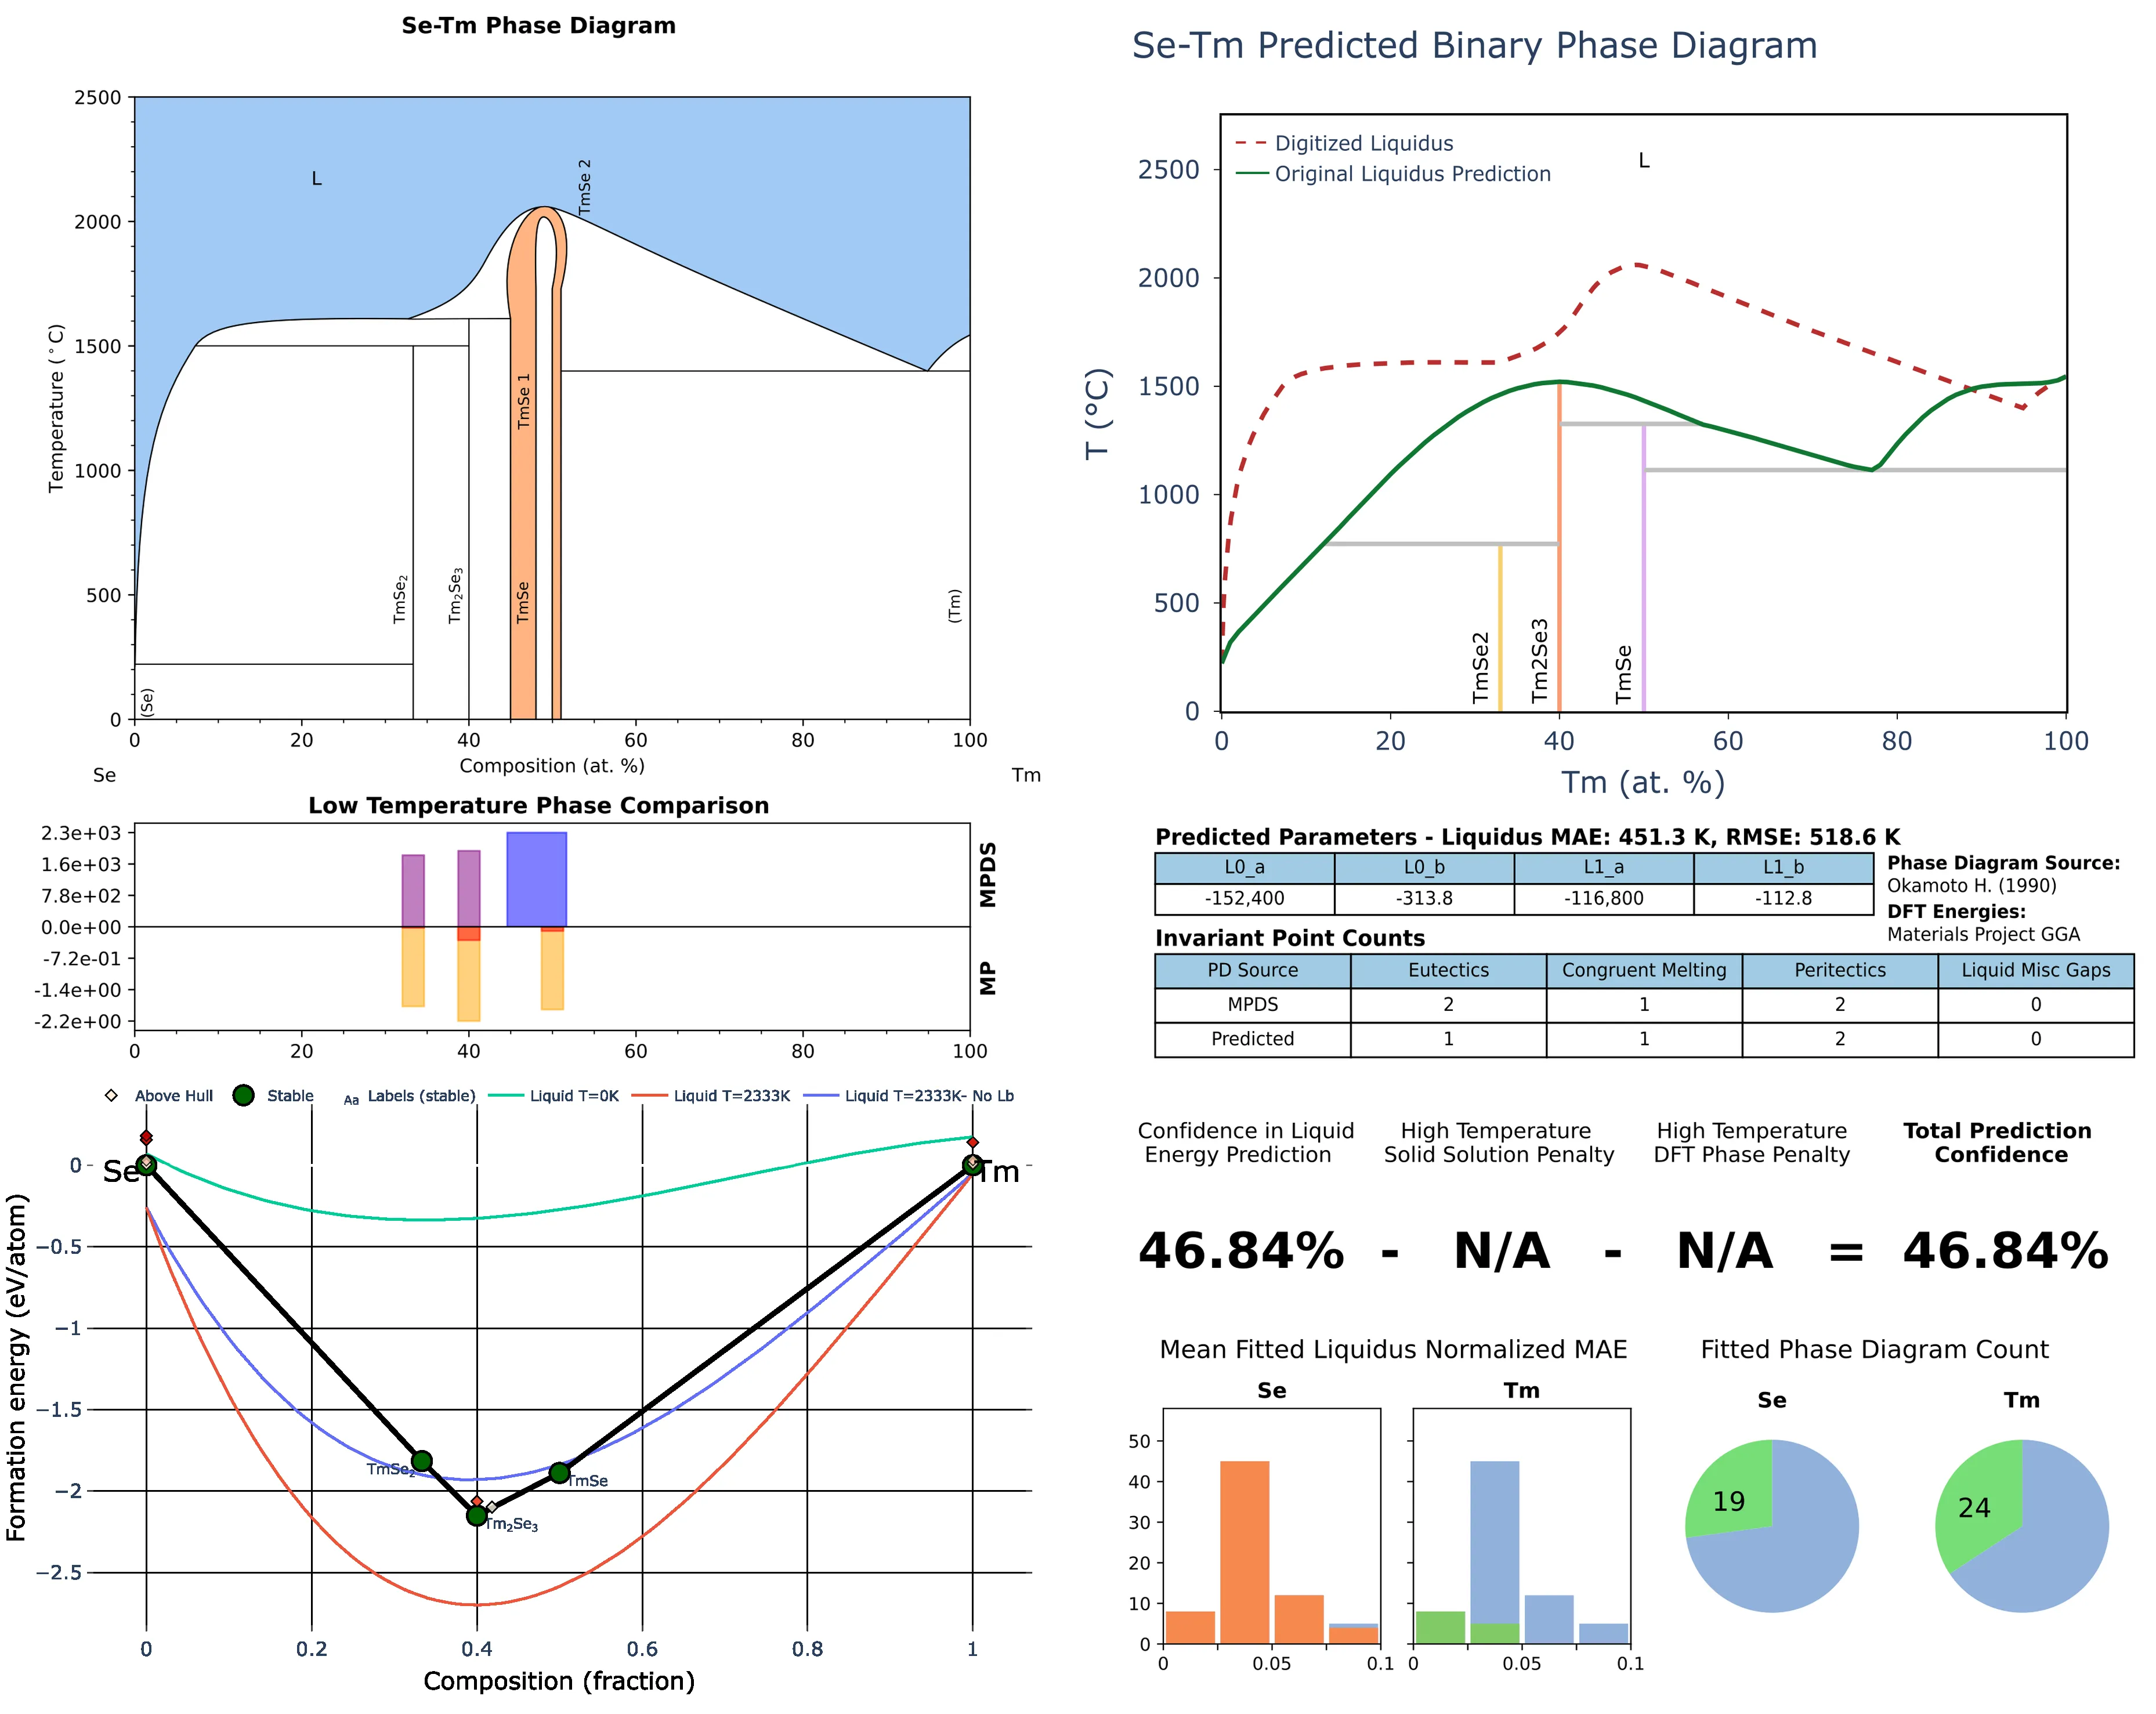 Se-Tm Phase Diagram
2500
2000
1500
1000
500
0
Temperature (°C)
L
TmSe 2
TmSe 1
TmSe₂
Tm₂Se₃
TmSe
(Tm)
(Se)
0 20 40 60 80 100
Composition (at. %)
Se Tm
Low Temperature Phase Comparison
2.3e+03
1.6e+03
7.8e+02
0.0e+00
-7.2e-01
-1.4e+00
-2.2e+00
MPDS
MP
0 20 40 60 80 100
Above Hull Stable Aa Labels (stable) Liquid T=0K Liquid T=2333K Liquid T=2333K- No Lb
Se Tm
0
−0.5
−1
−1.5
−2
−2.5
Formation energy (eV/atom)
TmSe₂
TmSe
Tm₂Se₃
0 0.2 0.4 0.6 0.8 1
Composition (fraction)
Se-Tm Predicted Binary Phase Diagram
Digitized Liquidus
Original Liquidus Prediction
L
2500
2000
1500
1000
500
0
T (°C)
TmSe2
Tm2Se3
TmSe
0 20 40 60 80 100
Tm (at. %)
Predicted Parameters - Liquidus MAE: 451.3 K, RMSE: 518.6 K
L0_a L0_b L1_a L1_b
-152,400 -313.8 -116,800 -112.8
Phase Diagram Source:
Okamoto H. (1990)
DFT Energies:
Materials Project GGA
Invariant Point Counts
PD Source Eutectics Congruent Melting Peritectics Liquid Misc Gaps
MPDS 2 1 2 0
Predicted 1 1 2 0
Confidence in Liquid
Energy Prediction
High Temperature
Solid Solution Penalty
High Temperature
DFT Phase Penalty
Total Prediction
Confidence
46.84% - N/A - N/A = 46.84%
Mean Fitted Liquidus Normalized MAE
Se Tm
50
40
30
20
10
0
0 0.05 0.1
0 0.05 0.1
Fitted Phase Diagram Count
Se Tm
19
24